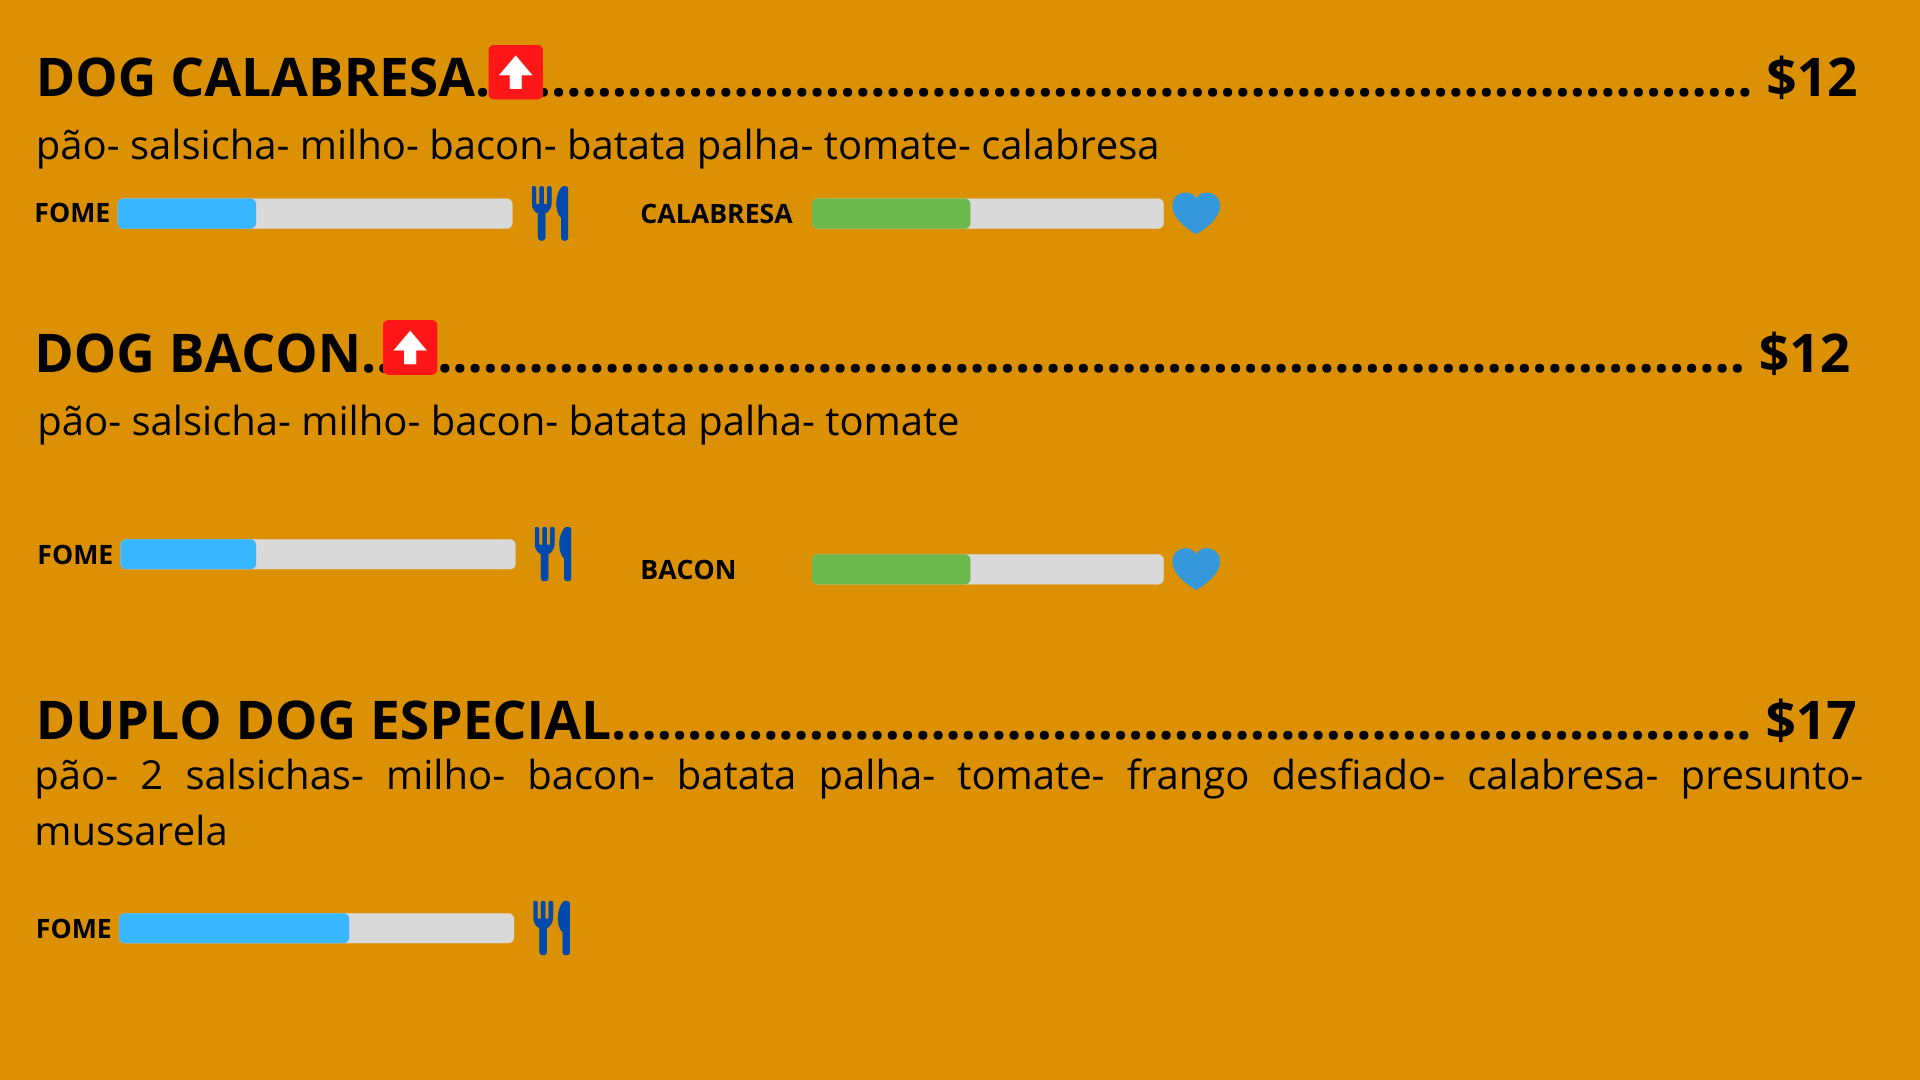 DOG CALABRESA.................................................................................. $12
pão- salsicha- milho- bacon- batata palha- tomate- calabresa
FOME
CALABRESA
DOG BACON.......................................................................................... $12
pão- salsicha- milho- bacon- batata palha- tomate
FOME
BACON
DUPLO DOG ESPECIAL.......................................................................... $17
pão- 2 salsichas- milho- bacon- batata palha- tomate- frango desfiado- calabresa- presunto-
mussarela
FOME